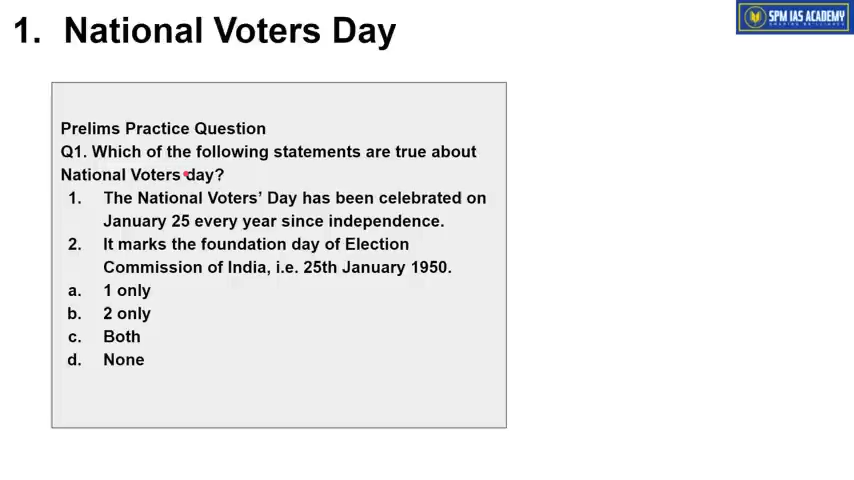 1. National Voters Day
SPM IAS ACADEMY
Prelims Practice Question
Q1. Which of the following statements are true about
National Voters day?
1. The National Voters’ Day has been celebrated on
January 25 every year since independence.
2. It marks the foundation day of Election
Commission of India, i.e. 25th January 1950.
a. 1 only
b. 2 only
c. Both
d. None